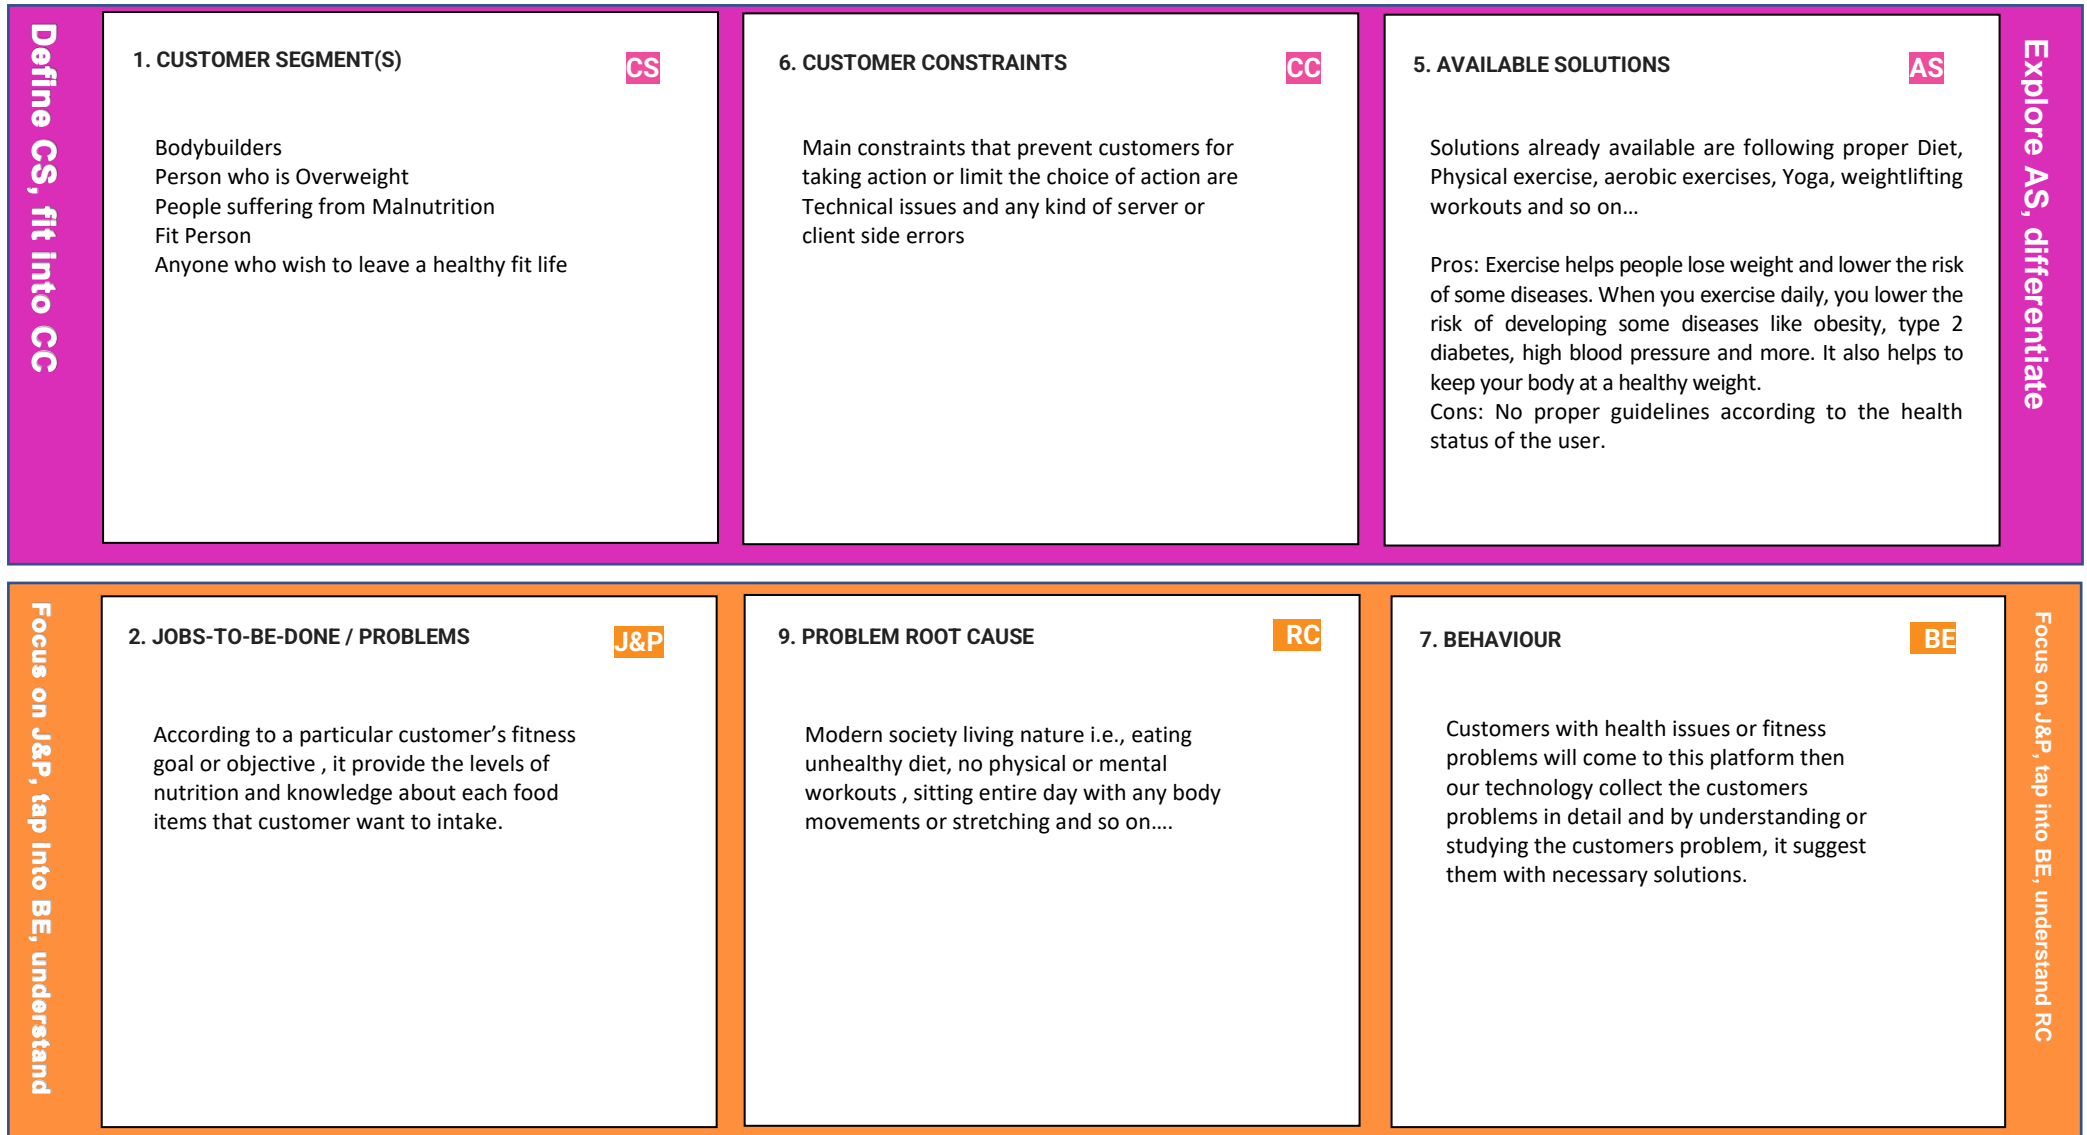 Define CS, fit into CC
1. CUSTOMER SEGMENT(S)
CS
Bodybuilders
Person who is Overweight
People suffering from Malnutrition
Fit Person
Anyone who wish to leave a healthy fit life
6. CUSTOMER CONSTRAINTS
CC
Main constraints that prevent customers for
taking action or limit the choice of action are
Technical issues and any kind of server or
client side errors
5. AVAILABLE SOLUTIONS
AS
Solutions already available are following proper Diet,
Physical exercise, aerobic exercises, Yoga, weightlifting
workouts and so on…
Pros: Exercise helps people lose weight and lower the risk
of some diseases. When you exercise daily, you lower the
risk of developing some diseases like obesity, type 2
diabetes, high blood pressure and more. It also helps to
keep your body at a healthy weight.
Cons: No proper guidelines according to the health
status of the user.
Explore AS, differentiate
Focus on J&P, tap into BE, understand
2. JOBS-TO-BE-DONE / PROBLEMS
J&P
According to a particular customer’s fitness
goal or objective , it provide the levels of
nutrition and knowledge about each food
items that customer want to intake.
9. PROBLEM ROOT CAUSE
RC
Modern society living nature i.e., eating
unhealthy diet, no physical or mental
workouts , sitting entire day with any body
movements or stretching and so on….
7. BEHAVIOUR
BE
Customers with health issues or fitness
problems will come to this platform then
our technology collect the customers
problems in detail and by understanding or
studying the customers problem, it suggest
them with necessary solutions.
Focus on J&P, tap into BE, understand RC